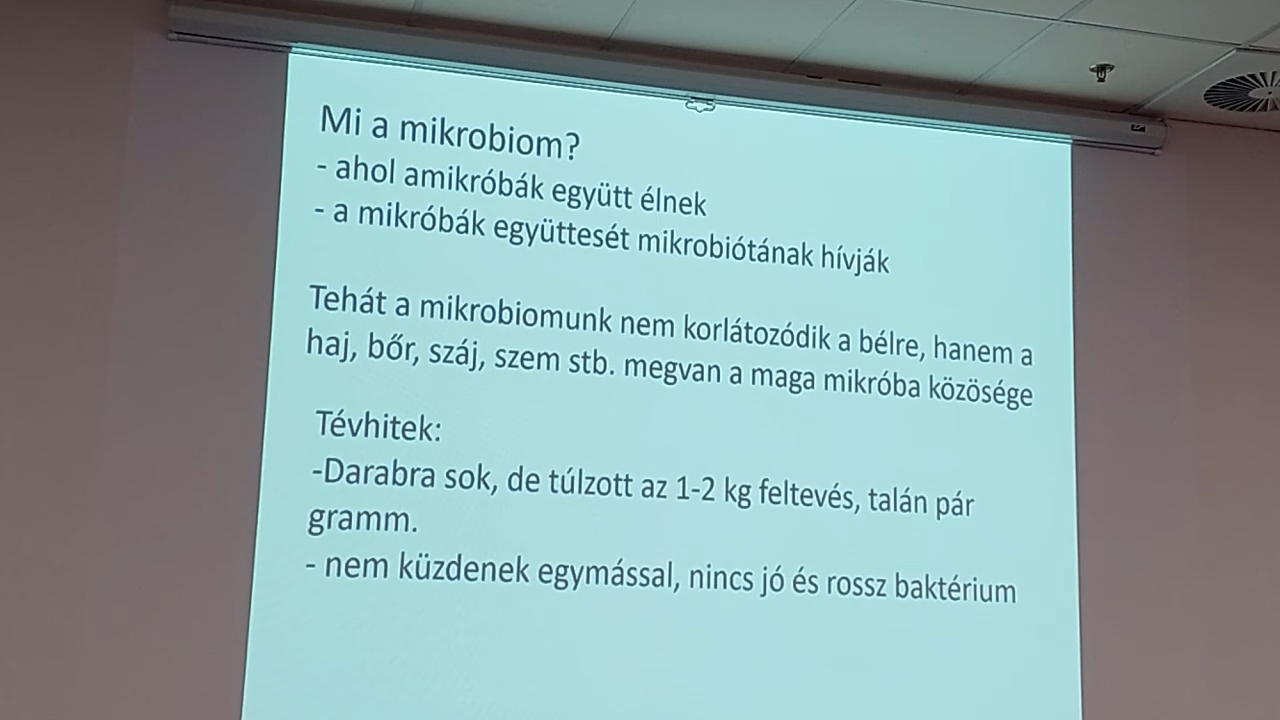 Mi a mikrobiom?
- ahol amikróbák együtt élnek
- a mikróbák együttesét mikrobiótának hívják
Tehát a mikrobiomunk nem korlátozódik a bélre, hanem a
haj, bőr, száj, szem stb. megvan a maga mikróba közösége
Tévhitek:
-Darabra sok, de túlzott az 1-2 kg feltevés, talán pár
gramm.
- nem küzdenek egymással, nincs jó és rossz baktérium